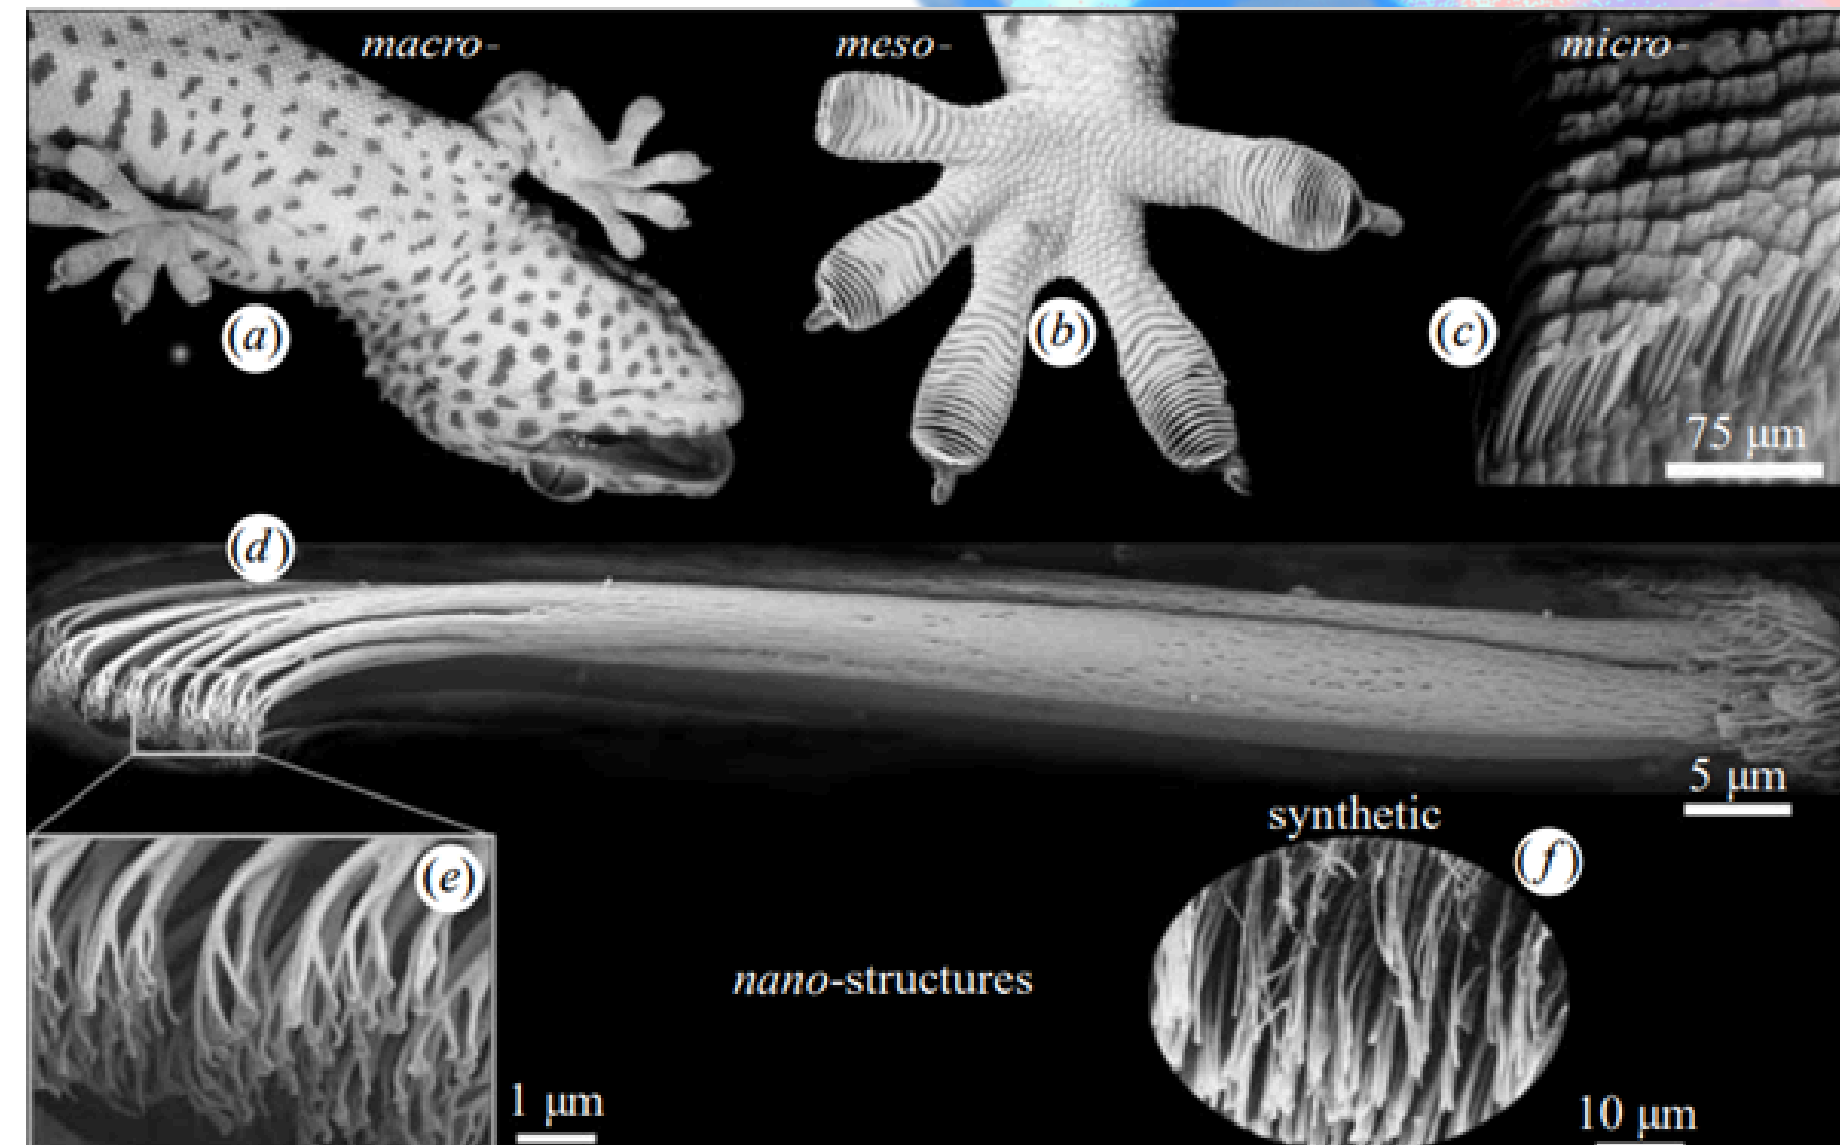 macro-
meso-
micro-
(a)
(b)
(c)
75 μm
(d)
5 μm
synthetic
(e)
(f)
nano-structures
1 μm
10 μm